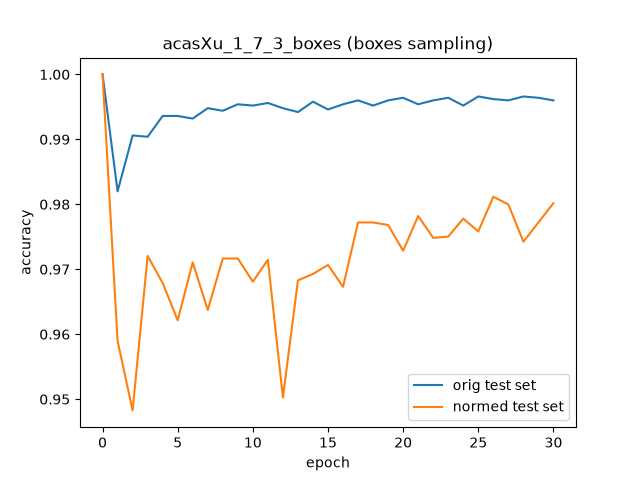 acasXu_1_7_3_boxes (boxes sampling)
1.00
0.99
0.98
0.97
0.96
0.95
accuracy
0
5
10
15
20
25
30
epoch
orig test set
normed test set